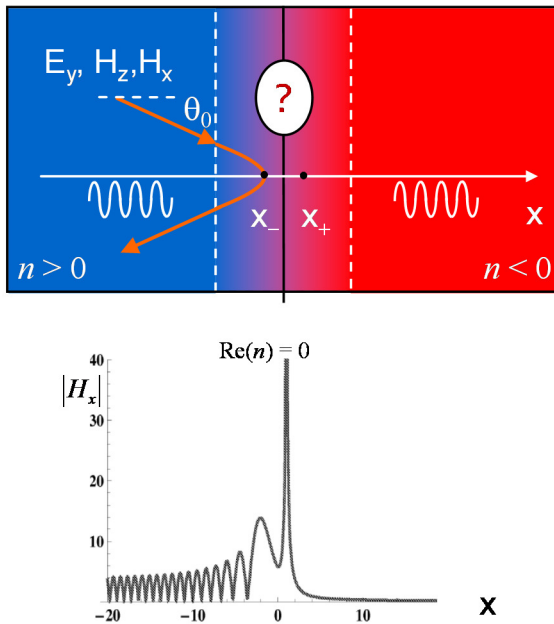 E_y, H_z, H_x
θ_0
?
x_- x_+ x
n > 0 n < 0
Re(n) = 0
|H_x|
40
30
20
10
-20 -10 0 10 x